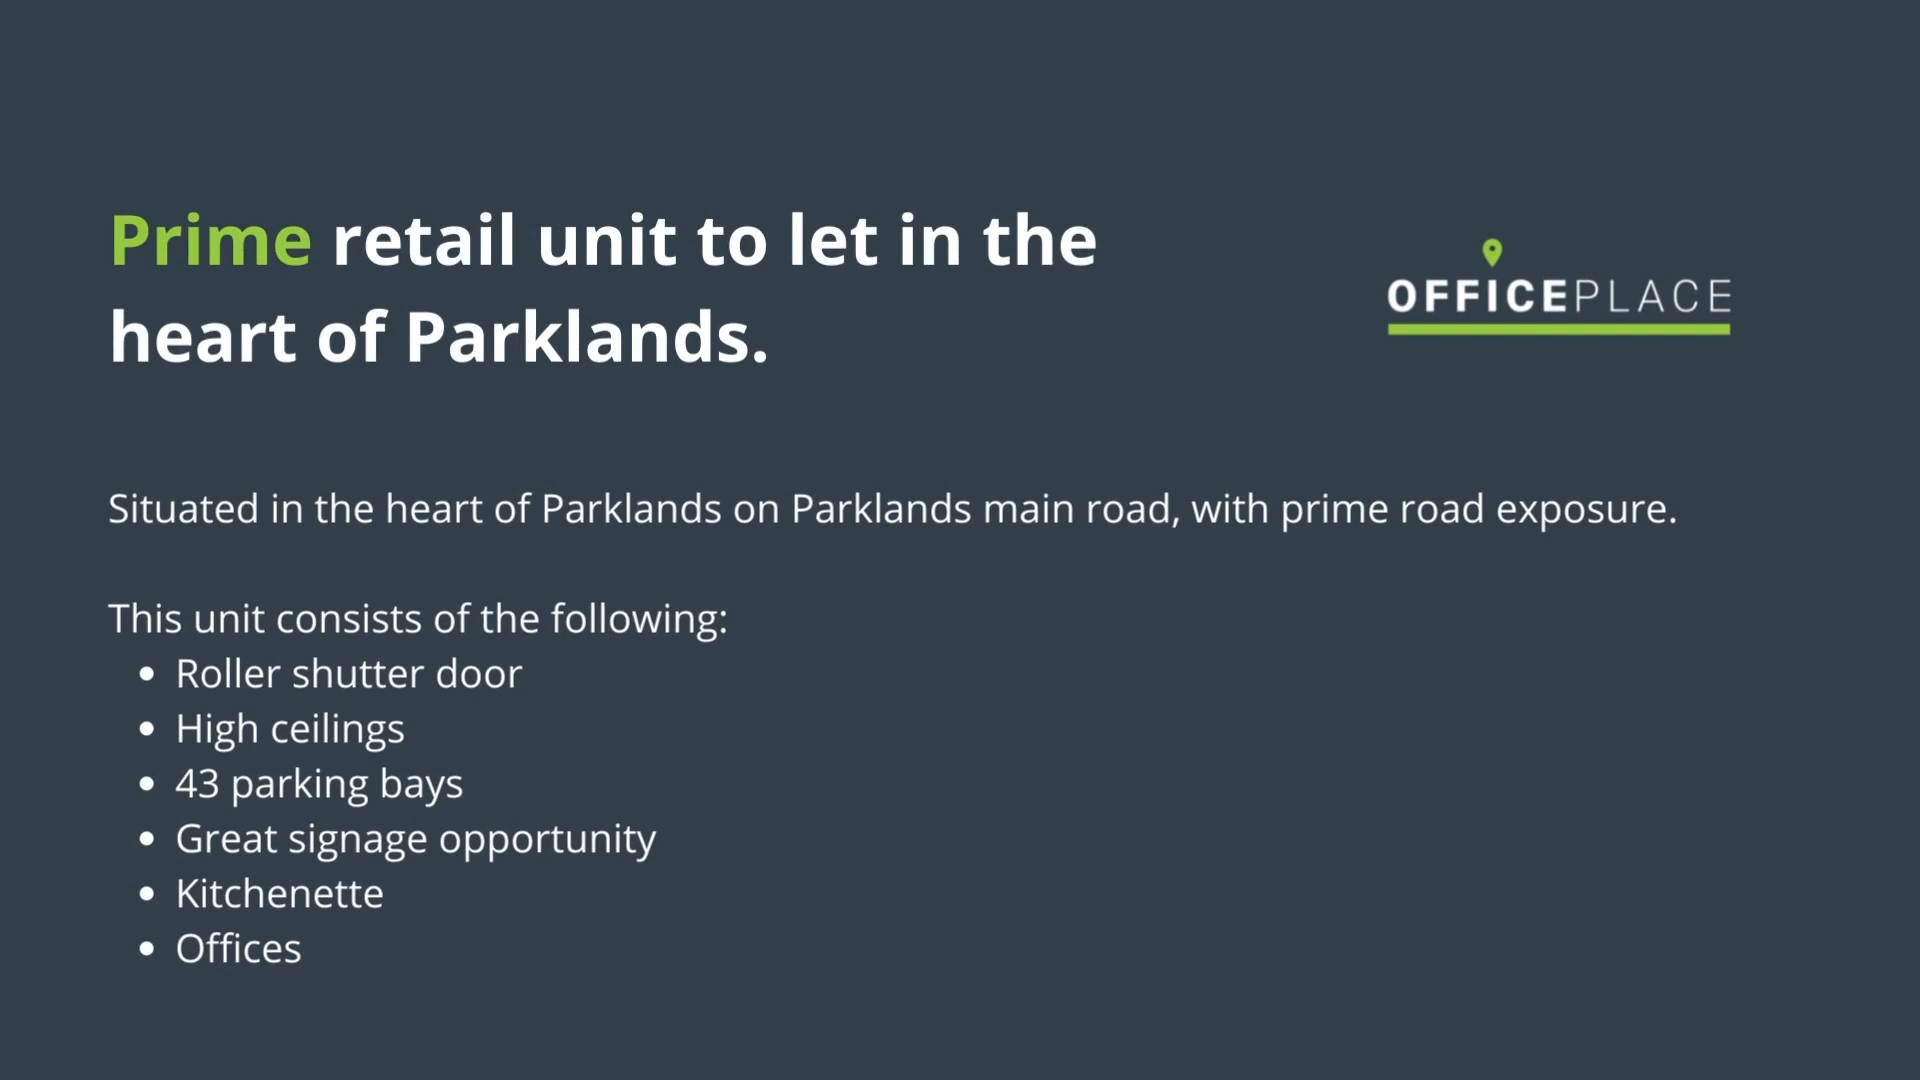 Prime retail unit to let in the
heart of Parklands.
OFFICEPLACE
Situated in the heart of Parklands on Parklands main road, with prime road exposure.
This unit consists of the following:
• Roller shutter door
• High ceilings
• 43 parking bays
• Great signage opportunity
• Kitchenette
• Offices